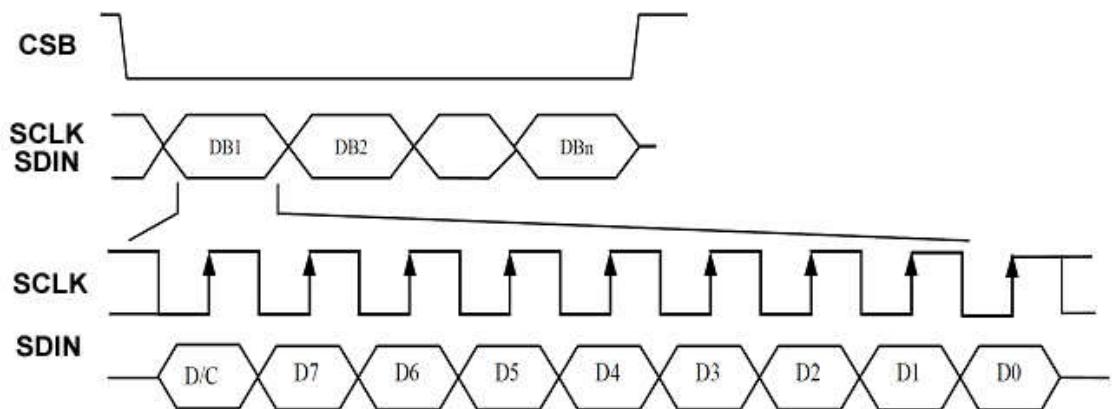 CSB
SCLK
SDIN
DB1 DB2 DBn
SCLK
SDIN
D/C D7 D6 D5 D4 D3 D2 D1 D0